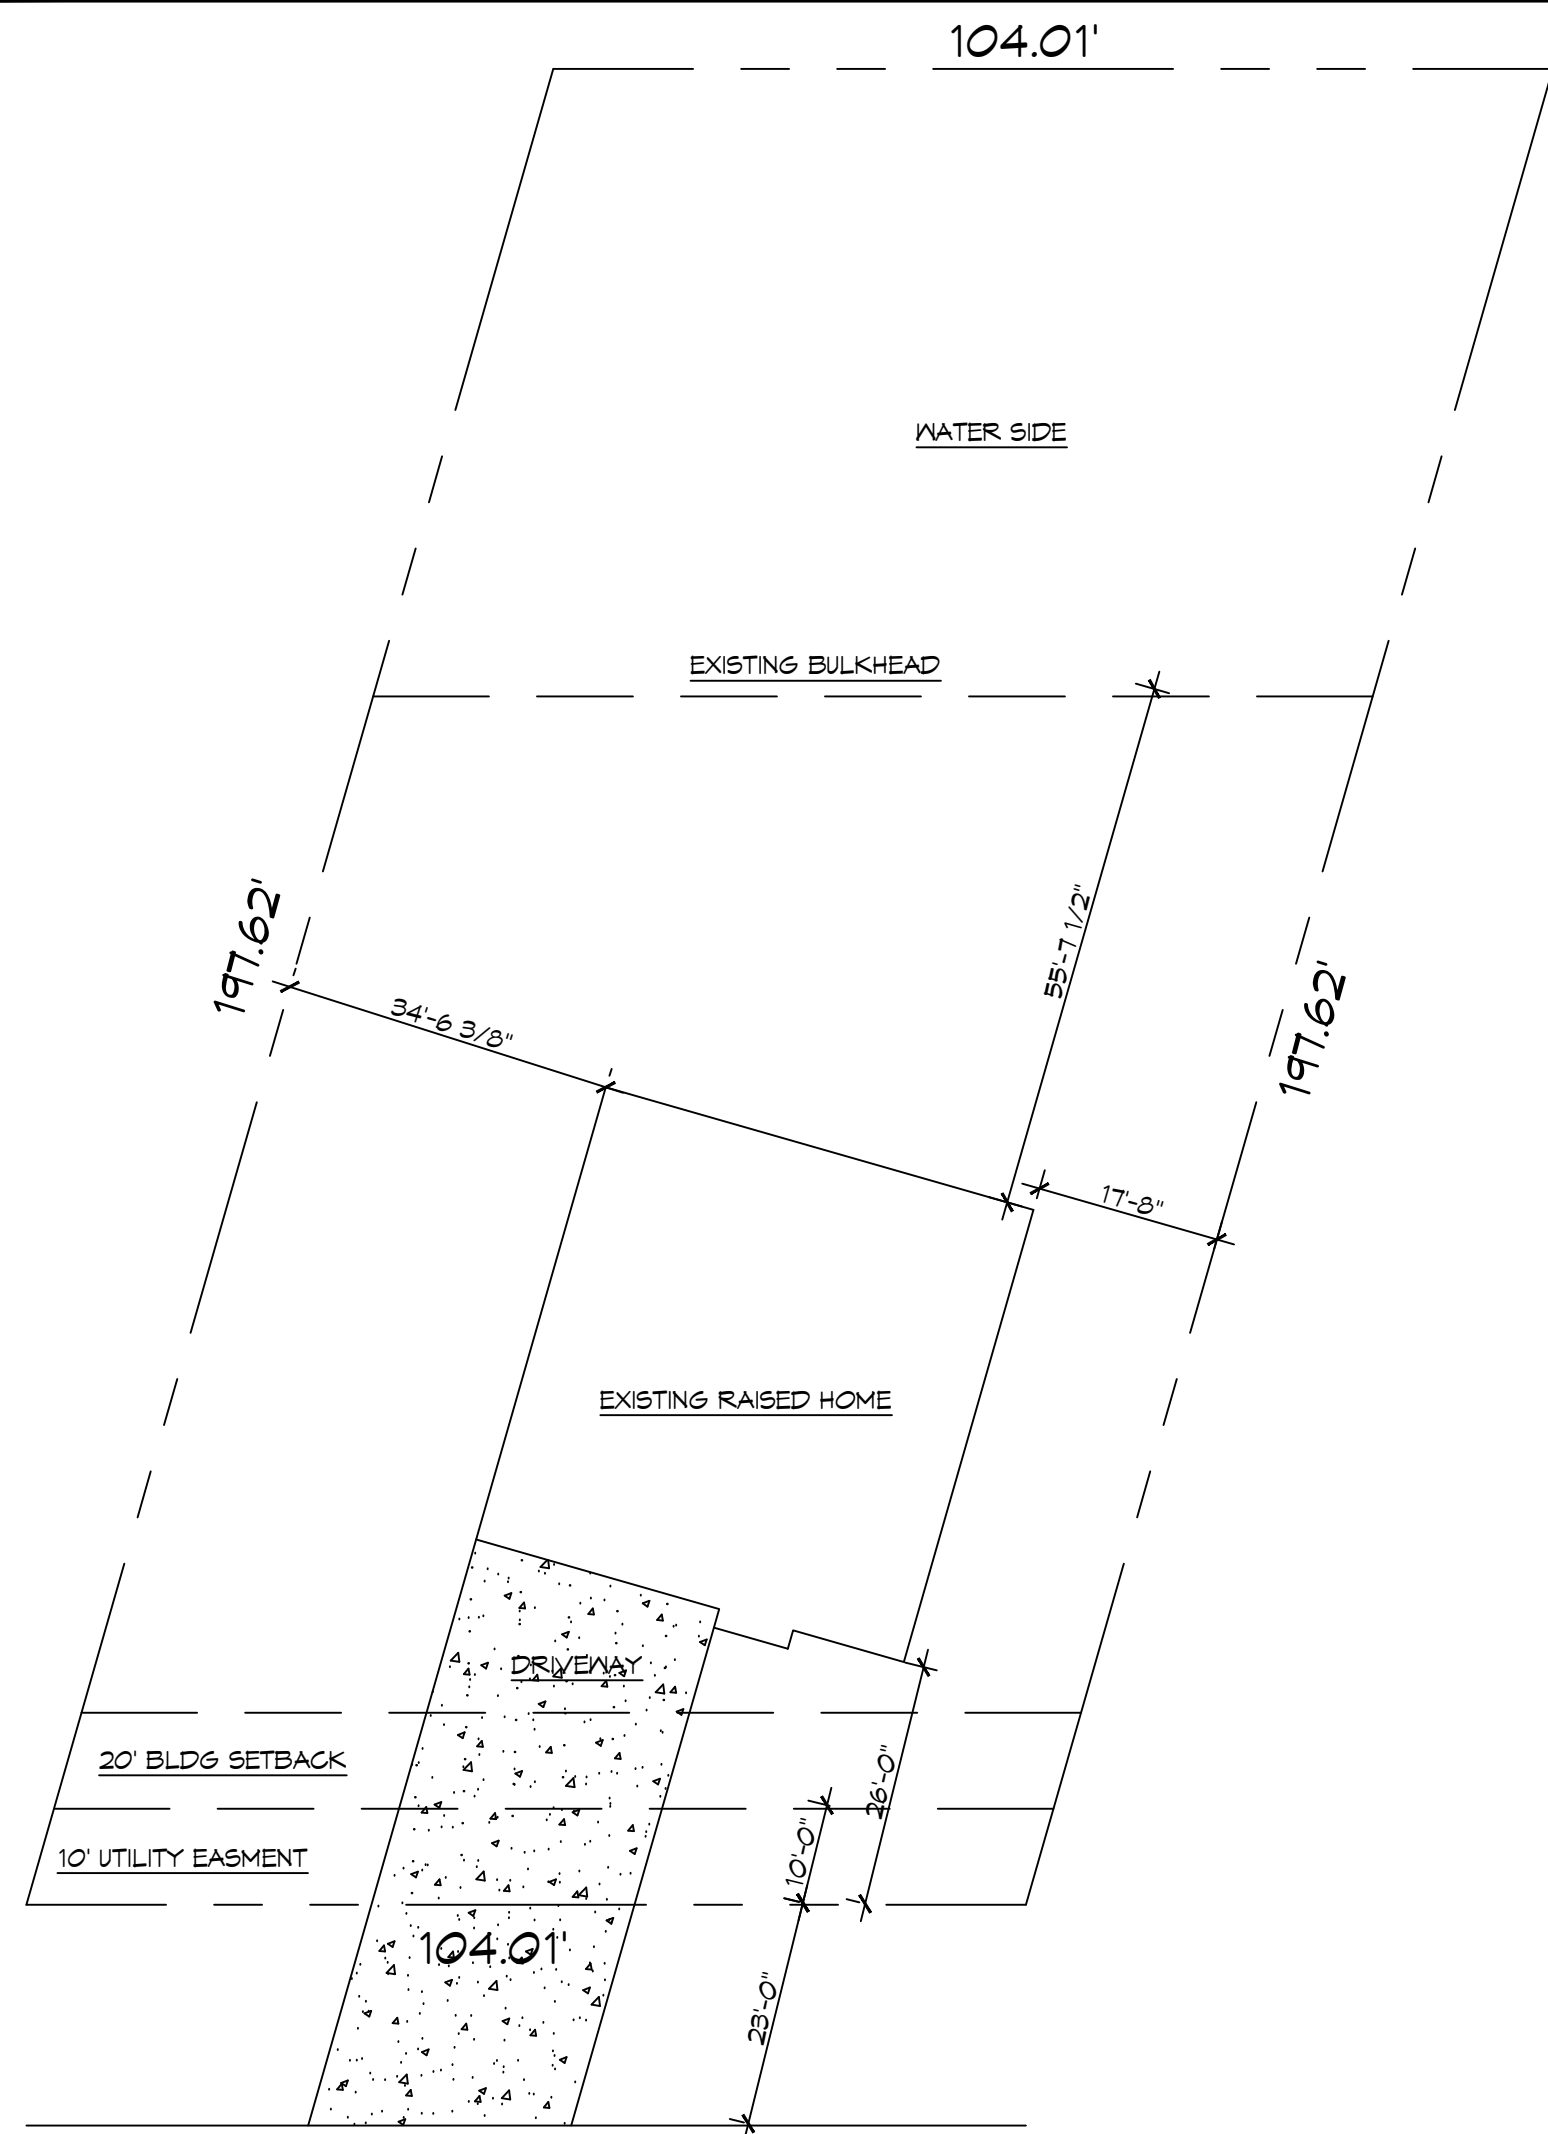 104.01'
WATER SIDE
EXISTING BULKHEAD
197.62'
55'-7 1/2"
34'-6 3/8"
197.62'
17'-8"
EXISTING RAISED HOME
DRIVEWAY
20' BLDG SETBACK
26'-0"
10'-0"
10' UTILITY EASMENT
104.01'
23'-0"